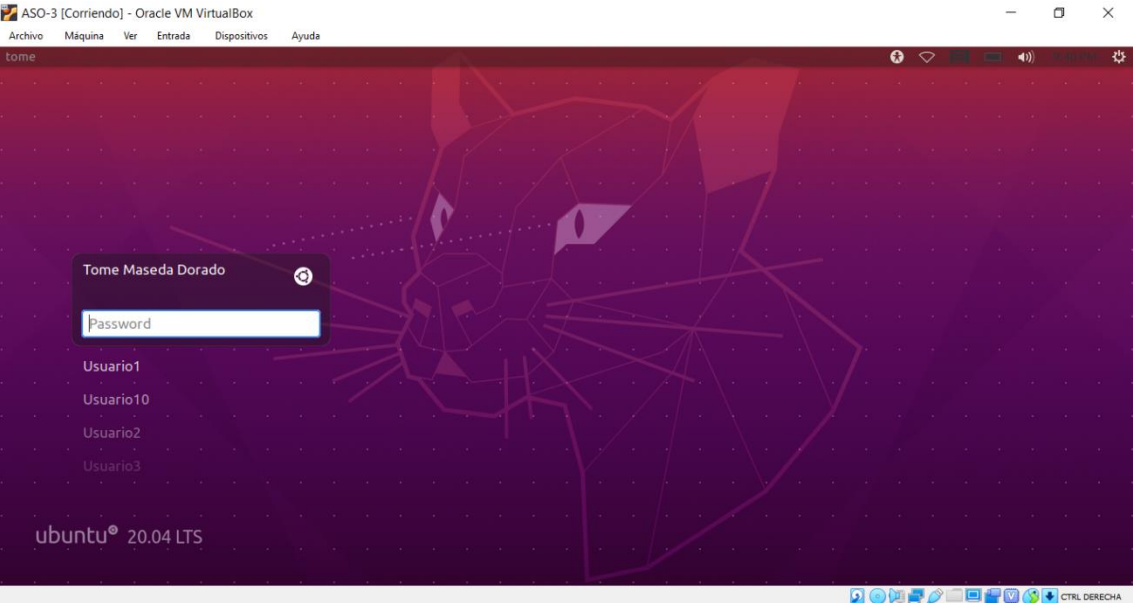 ASO-3 [Corriendo] - Oracle VM VirtualBox
Archivo Máquina Ver Entrada Dispositivos Ayuda
tome
Tome Maseda Dorado
Password
Usuario1
Usuario10
Usuario2
Usuario3
ubuntu® 20.04 LTS
CTRL DERECHA